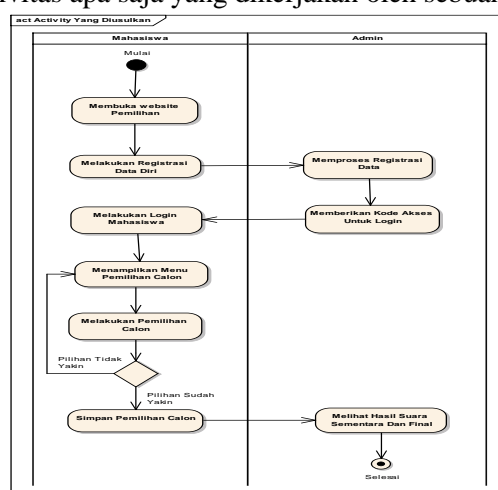 act Activity Yang Diusulkan
Mahasiswa
Admin
Mulai
Membuka website
Pemilihan
Melakukan Registrasi
Data Diri
Memproses Registrasi
Data
Melakukan Login
Mahasiswa
Memberikan Kode Akses
Untuk Login
Menampilkan Menu
Pemilihan Calon
Melakukan Pemilihan
Calon
Pilihan Tidak
Yakin
Pilihan Sudah
Yakin
Simpan Pemilihan Calon
Melihat Hasil Suara
Sementara Dan Final
Selesai